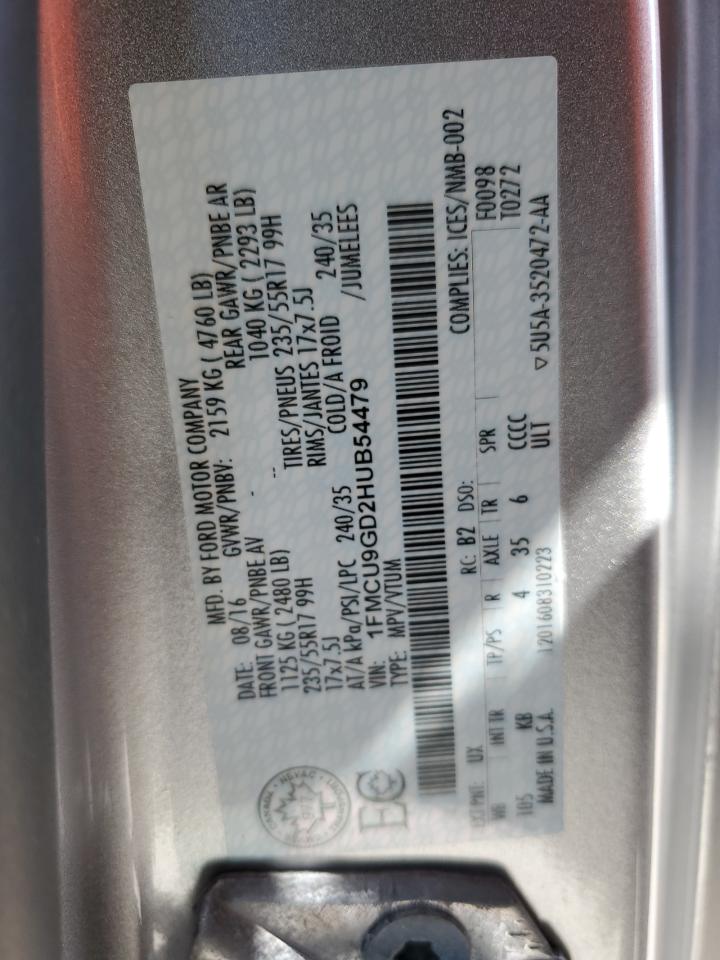 MFD. BY FORD MOTOR COMPANY
DATE: 08/16 GVWR/PNBV: 2159 KG ( 4760 LB)
FRONT GAWR/PNBE AV - REAR GAWR/PNBE AR
1125 KG ( 2480 LB) -- 1040 KG ( 2293 LB)
235/55R17 99H TIRES/PNEUS 235/55R17 99H
17x7.5J RIMS/JANTES 17x7.5J
AT/A kPa/PSI/LPC 240/35 COLD/A FROID 240/35
VIN: 1FMCU9GD2HUB54479 /JUMELEES
TYPE: MPV/VTUM
EC
COMPLIES: ICES/NMB-002
EXT PNT: UX RC: B2 DSO: F0098
WB INT TR TP/PS R AXLE TR SPR T0272
105 KB 4 35 6 CCCC
MADE IN U.S.A. 1201608310223 ULT ▽ 5U5A-3520472-AA